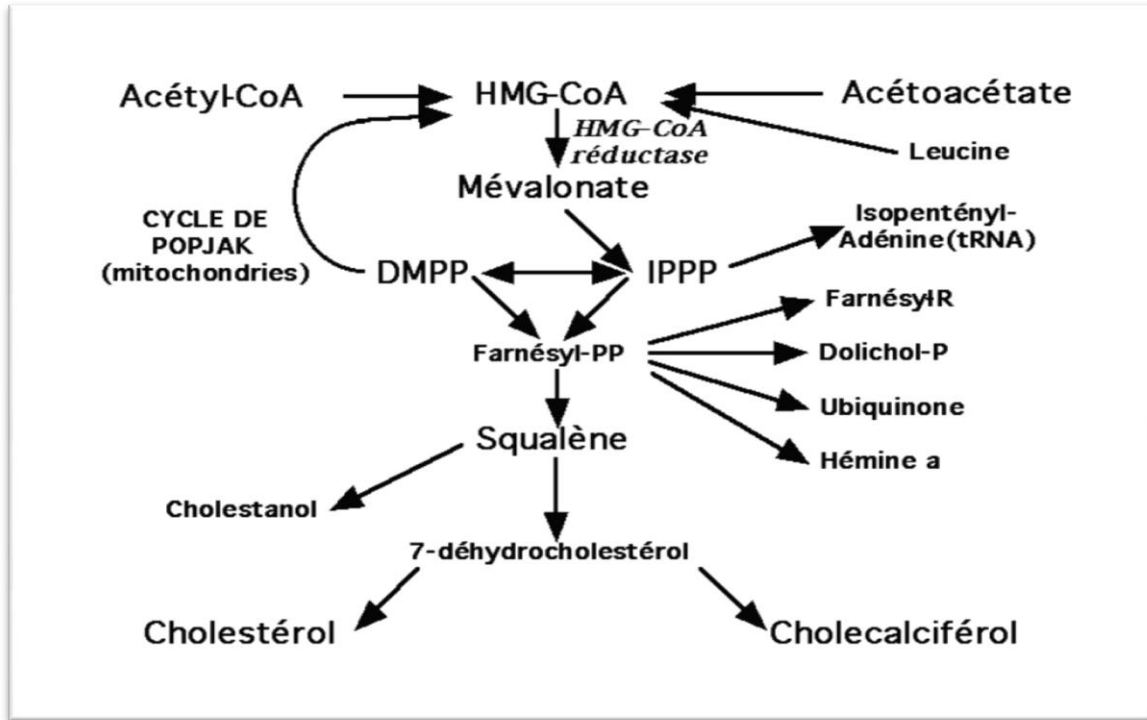 Acétyl-CoA
HMG-CoA
Acétoacétate
HMG-CoA
réductase
Leucine
Mévalonate
CYCLE DE
POPJAK
(mitochondries)
Isopentényl-
Adénine(tRNA)
DMPP
IPPP
Farnésyl-R
Farnésyl-PP
Dolichol-P
Ubiquinone
Squalène
Hémine a
Cholestanol
7-déhydrocholestérol
Cholestérol
Cholecalciférol